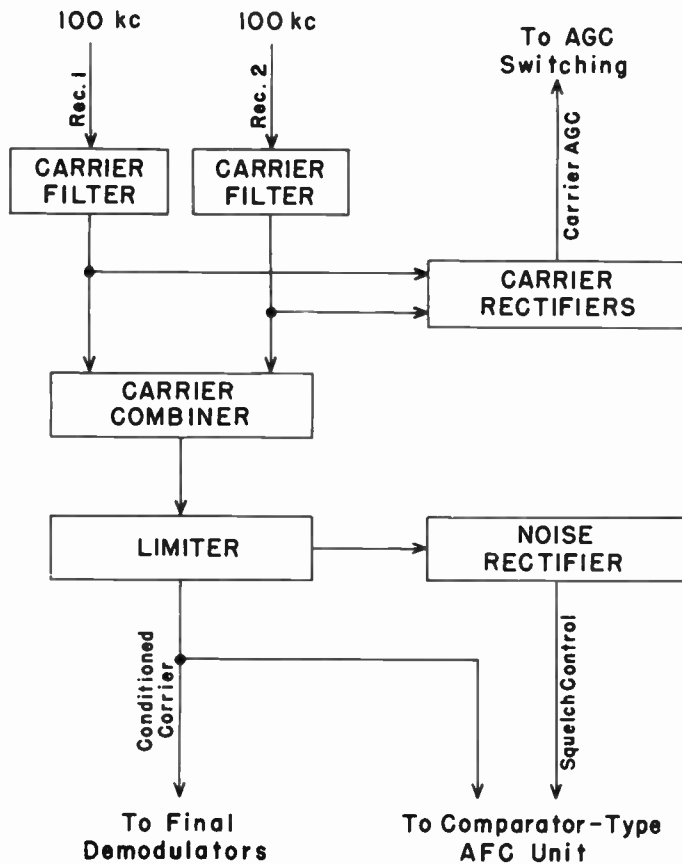 100 kc
100 kc
To AGC
Switching
Rec. 1
Rec. 2
Carrier AGC
CARRIER
FILTER
CARRIER
FILTER
CARRIER
RECTIFIERS
CARRIER
COMBINER
LIMITER
NOISE
RECTIFIER
Conditioned
Carrier
Squelch Control
To Final
Demodulators
To Comparator-Type
AFC Unit